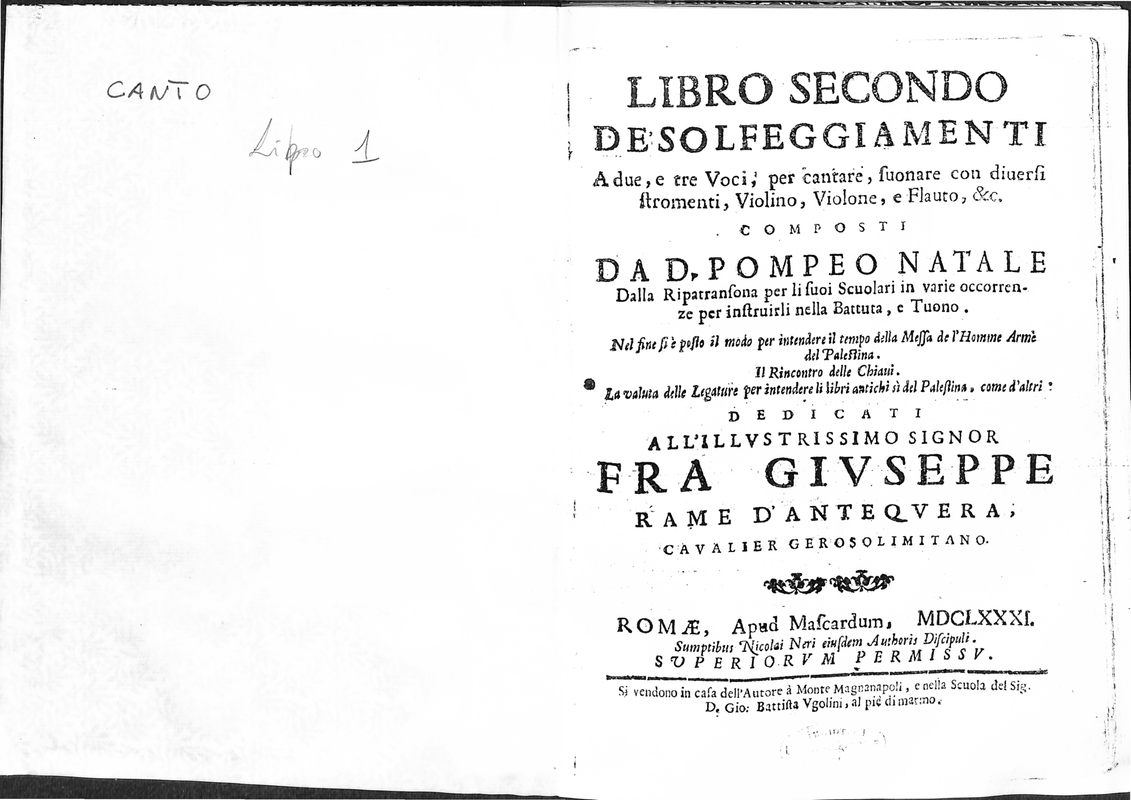 CANTO
Libro 1
LIBRO SECONDO
DE' SOLFEGGIAMENTI
A due, e tre Voci, per cantare, ſuonare con diuerſi
ſtromenti, Violino, Violone, e Flauto, &c.
COMPOSTI
DA D. POMPEO NATALE
Dalla Ripatranſona per li ſuoi Scuolari in varie occorren-
ze per inſtruirli nella Battuta, e Tuono.
Nel fine ſi è poſto il modo per intendere il tempo della Meſſa de l'Homme Armè
del Paleſtina.
Il Rincontro delle Chiaui.
La valuta delle Legature per intendere li libri antichi sì del Paleſtina, come d'altri:
DEDICATI
ALL'ILLVSTRISSIMO SIGNOR
FRA GIVSEPPE
RAME D'ANTEQVERA,
CAVALIER GEROSOLIMITANO.
ROMÆ, Apud Maſcardum, MDCLXXXI.
Sumptibus Nicolai Neri eiuſdem Authoris Diſcipuli.
SVPERIORVM PERMISSV.
Si vendono in caſa dell'Autore à Monte Magnanapoli, e nella Scuola del Sig.
D. Gio: Battiſta Vgolini, al piè di marmo.